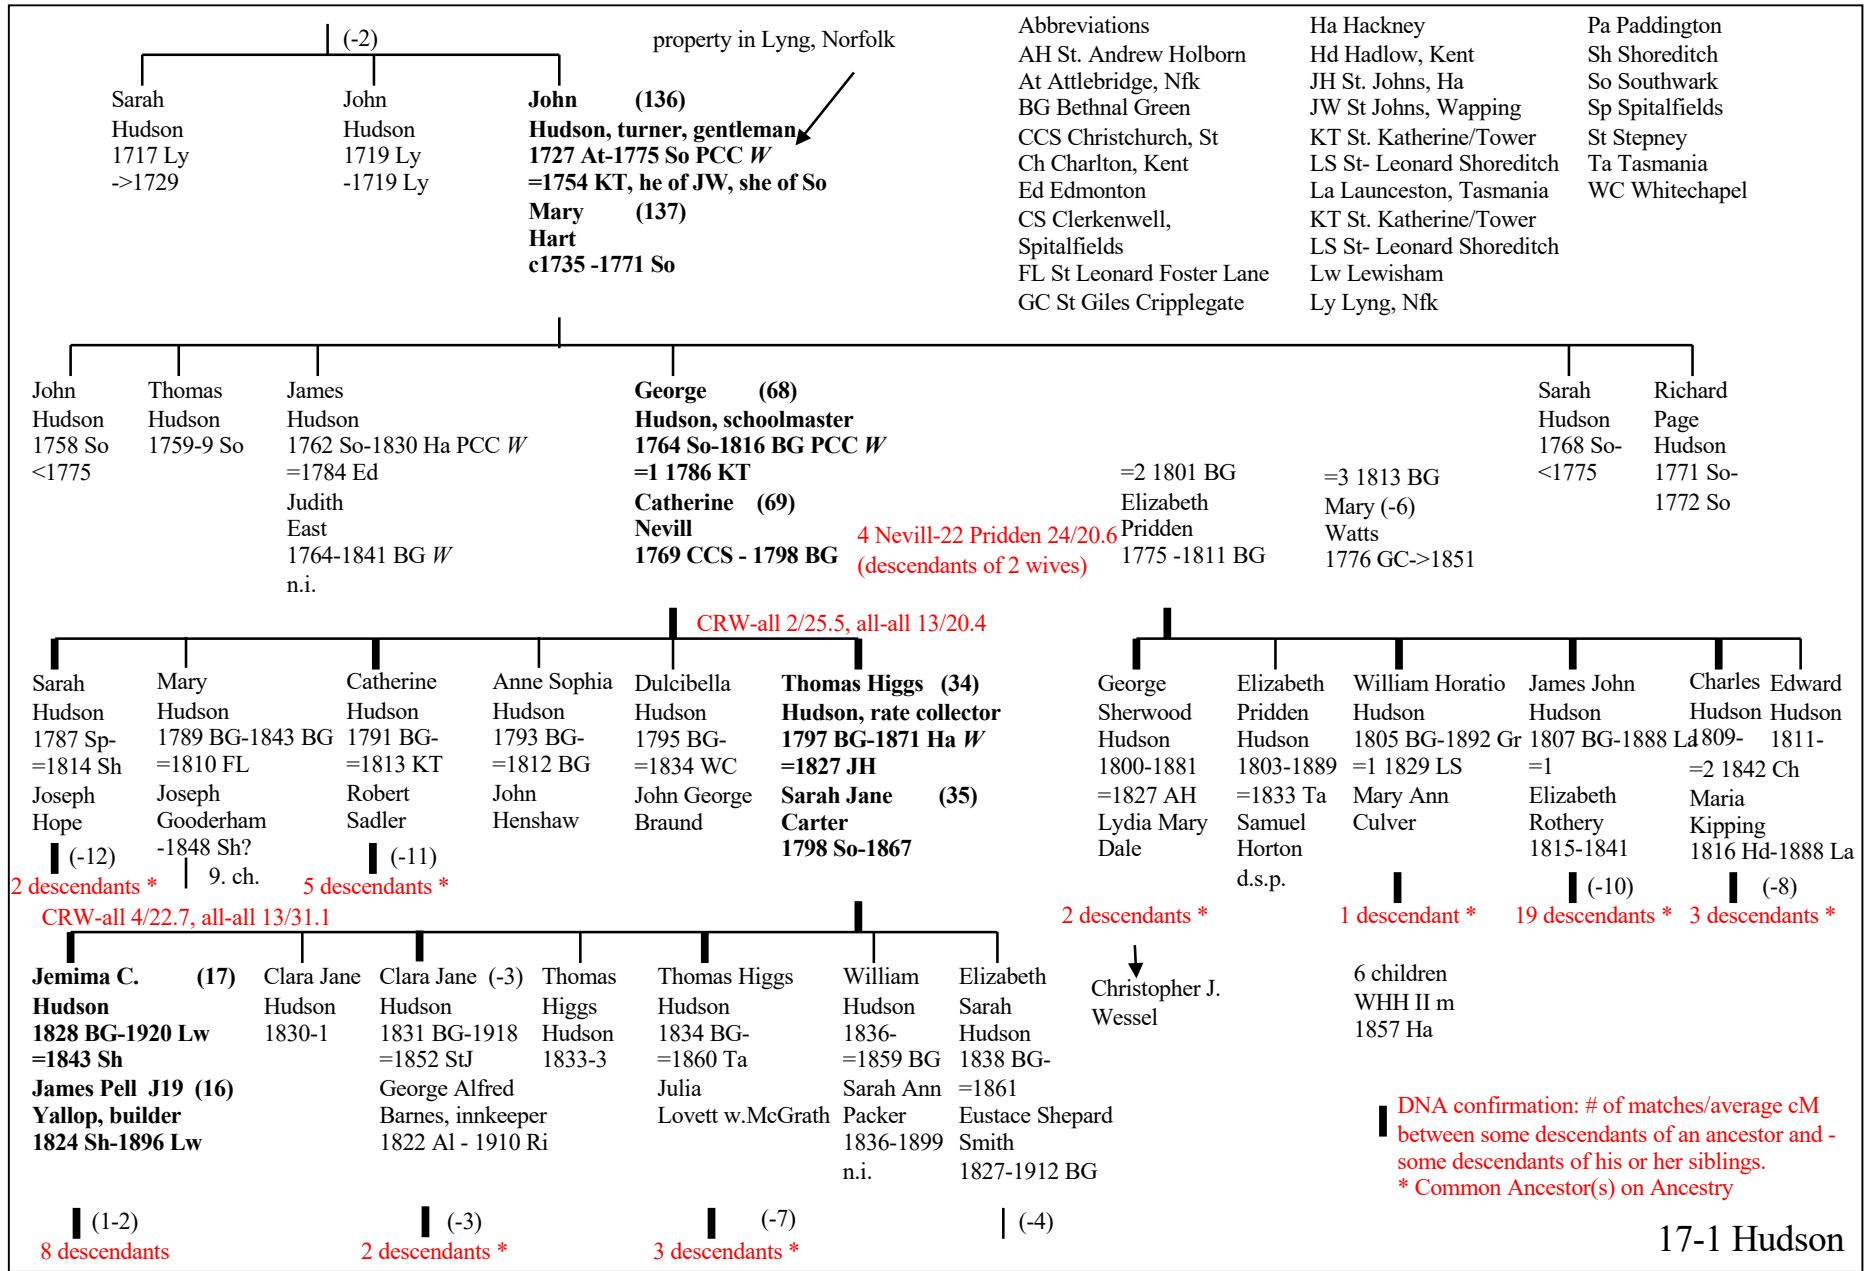 (-2)
property in Lyng, Norfolk
Sarah
Hudson
1717 Ly
->1729
John
Hudson
1719 Ly
-1719 Ly
John (136)
Hudson, turner, gentleman
1727 At-1775 So PCC W
=1754 KT, he of JW, she of So
Mary (137)
Hart
c1735 -1771 So
Abbreviations
AH St. Andrew Holborn
At Attlebridge, Nfk
BG Bethnal Green
CCS Christchurch, St
Ch Charlton, Kent
Ed Edmonton
CS Clerkenwell,
Spitalfields
FL St Leonard Foster Lane
GC St Giles Cripplegate
Ha Hackney
Hd Hadlow, Kent
JH St. Johns, Ha
JW St Johns, Wapping
KT St. Katherine/Tower
LS St- Leonard Shoreditch
La Launceston, Tasmania
KT St. Katherine/Tower
LS St- Leonard Shoreditch
Lw Lewisham
Ly Lyng, Nfk
Pa Paddington
Sh Shoreditch
So Southwark
Sp Spitalfields
St Stepney
Ta Tasmania
WC Whitechapel
John
Hudson
1758 So
<1775
Thomas
Hudson
1759-9 So
James
Hudson
1762 So-1830 Ha PCC W
=1784 Ed
Judith
East
1764-1841 BG W
n.i.
George (68)
Hudson, schoolmaster
1764 So-1816 BG PCC W
=1 1786 KT
Catherine (69)
Nevill
1769 CCS - 1798 BG
4 Nevill-22 Pridden 24/20.6
(descendants of 2 wives)
=2 1801 BG
Elizabeth
Pridden
1775 -1811 BG
=3 1813 BG
Mary (-6)
Watts
1776 GC->1851
Sarah
Hudson
1768 So-
<1775
Richard
Page
Hudson
1771 So-
1772 So
CRW-all 2/25.5, all-all 13/20.4
Sarah
Hudson
1787 Sp-
=1814 Sh
Joseph
Hope
(-12)
2 descendants *
Mary
Hudson
1789 BG-1843 BG
=1810 FL
Joseph
Gooderham
-1848 Sh?
9. ch.
Catherine
Hudson
1791 BG-
=1813 KT
Robert
Sadler
(-11)
5 descendants *
Anne Sophia
Hudson
1793 BG-
=1812 BG
John
Henshaw
Dulcibella
Hudson
1795 BG-
=1834 WC
John George
Braund
Thomas Higgs (34)
Hudson, rate collector
1797 BG-1871 Ha W
=1827 JH
Sarah Jane (35)
Carter
1798 So-1867
George
Sherwood
Hudson
1800-1881
=1827 AH
Lydia Mary
Dale
2 descendants *
Christopher J.
Wessel
Elizabeth
Pridden
Hudson
1803-1889
=1833 Ta
Samuel
Horton
d.s.p.
William Horatio
Hudson
1805 BG-1892 Gr
=1 1829 LS
Mary Ann
Culver
1 descendant *
6 children
WHH II m
1857 Ha
James John
Hudson
1807 BG-1888 La
=1
Elizabeth
Rothery
1815-1841
(-10)
19 descendants *
Charles
Hudson
1809-
=2 1842 Ch
Maria
Kipping
1816 Hd-1888 La
(-8)
3 descendants *
Edward
Hudson
1811-
CRW-all 4/22.7, all-all 13/31.1
Jemima C. (17)
Hudson
1828 BG-1920 Lw
=1843 Sh
James Pell J19 (16)
Yallop, builder
1824 Sh-1896 Lw
(1-2)
8 descendants
Clara Jane
Hudson
1830-1
Clara Jane (-3)
Hudson
1831 BG-1918
=1852 StJ
George Alfred
Barnes, innkeeper
1822 Al - 1910 Ri
(-3)
2 descendants *
Thomas
Higgs
Hudson
1833-3
Thomas Higgs
Hudson
1834 BG-
=1860 Ta
Julia
Lovett w.McGrath
(-7)
3 descendants *
William
Hudson
1836-
=1859 BG
Sarah Ann
Packer
1836-1899
n.i.
Elizabeth
Sarah
Hudson
1838 BG-
=1861
Eustace Shepard
Smith
1827-1912 BG
(-4)
DNA confirmation: # of matches/average cM
between some descendants of an ancestor and -
some descendants of his or her siblings.
* Common Ancestor(s) on Ancestry
17-1 Hudson